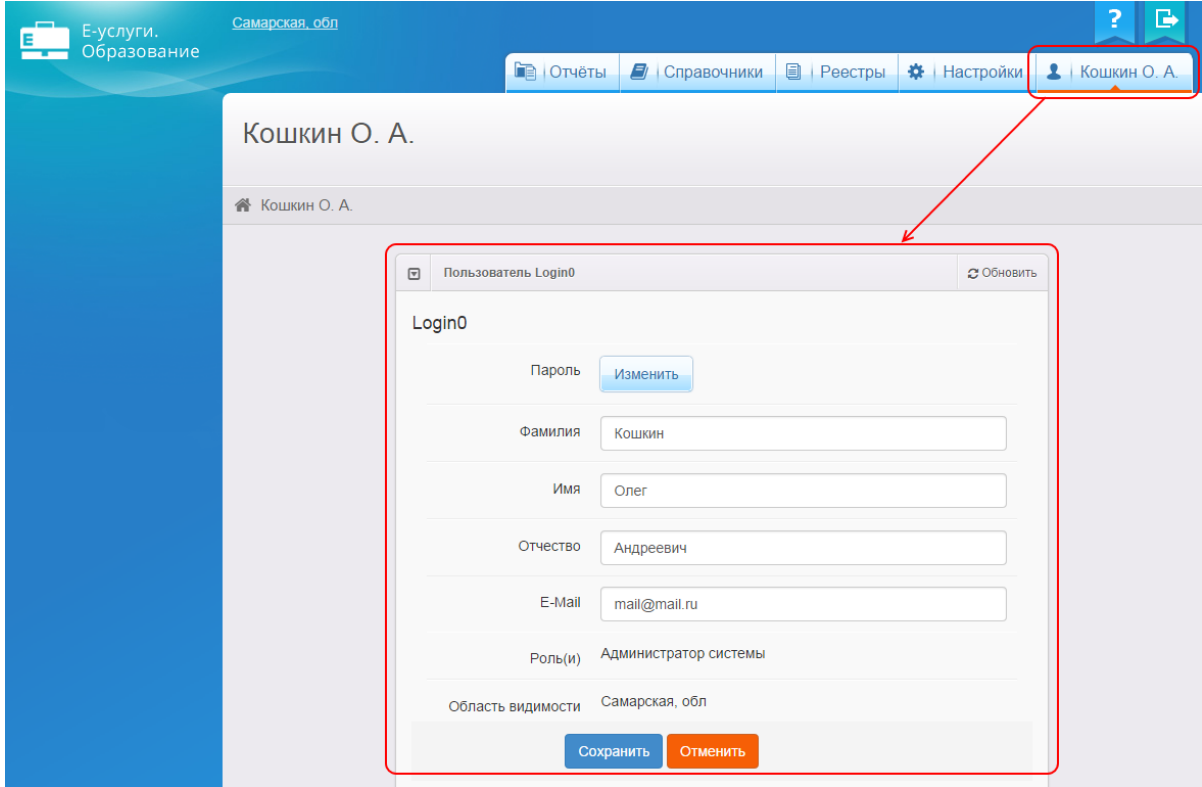 Е-услуги.
Образование
Самарская, обл
?
Отчёты | Справочники | Реестры | Настройки | Кошкин О. А.
Кошкин О. А.
Кошкин О. А.
Пользователь Login0 Обновить
Login0
Пароль Изменить
Фамилия Кошкин
Имя Олег
Отчество Андреевич
E-Mail mail@mail.ru
Роль(и) Администратор системы
Область видимости Самарская, обл
Сохранить Отменить